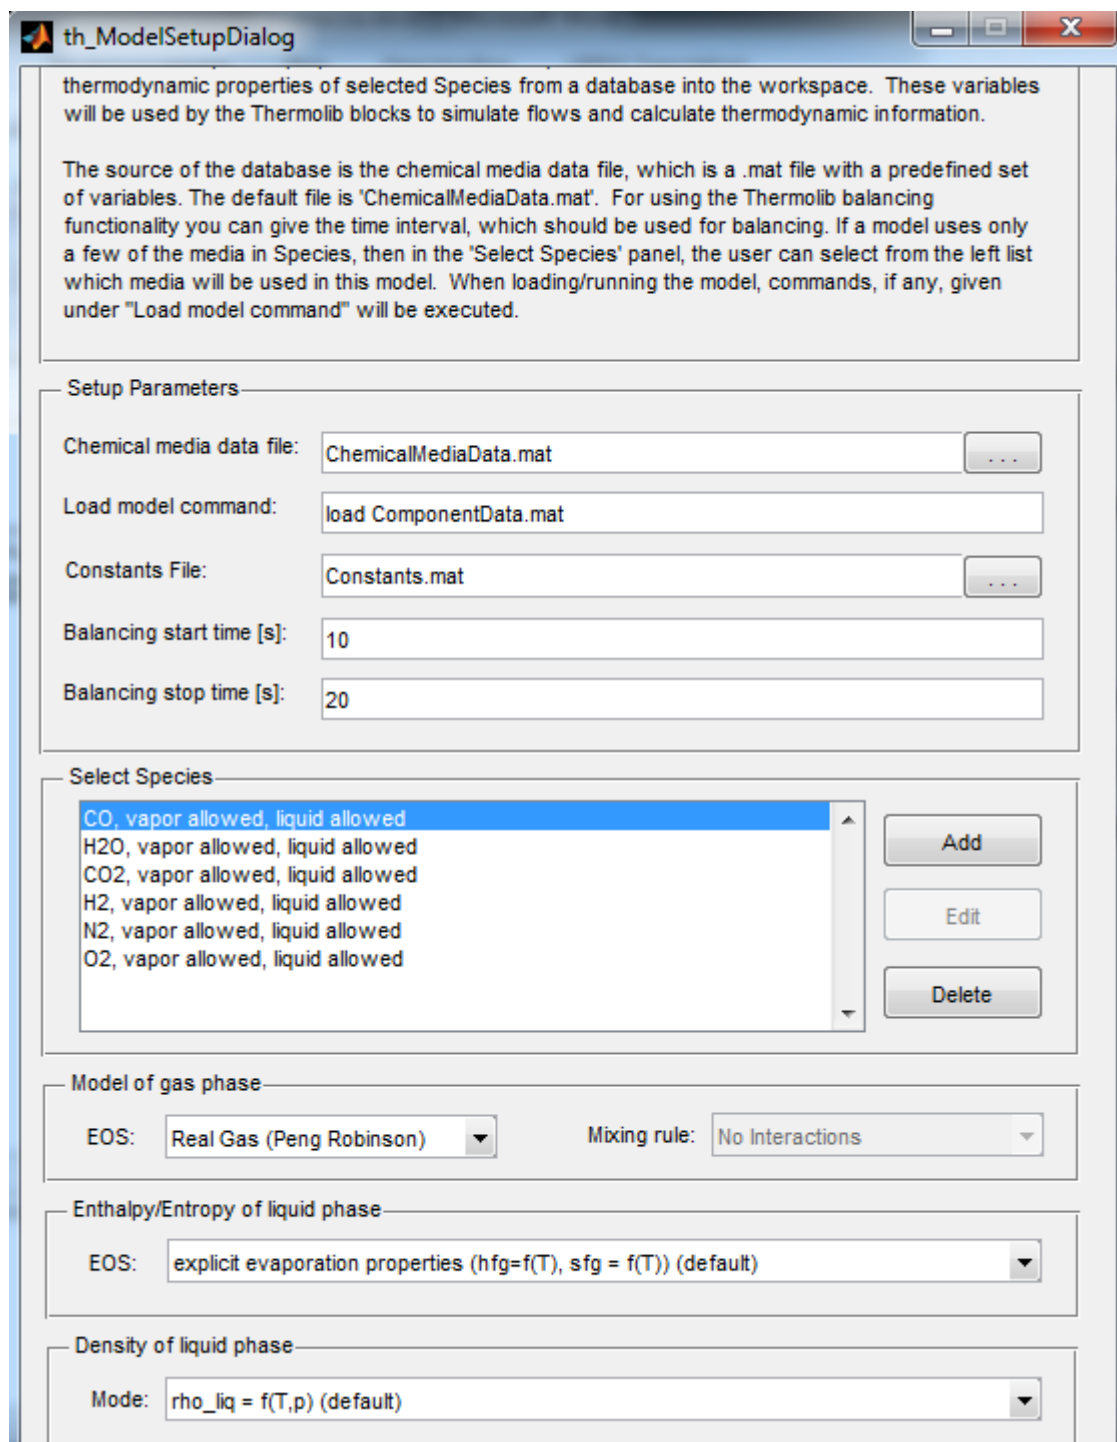 th_ModelSetupDialog
thermodynamic properties of selected Species from a database into the workspace.  These variables
will be used by the Thermolib blocks to simulate flows and calculate thermodynamic information.
The source of the database is the chemical media data file, which is a .mat file with a predefined set
of variables. The default file is 'ChemicalMediaData.mat'.  For using the Thermolib balancing
functionality you can give the time interval, which should be used for balancing. If a model uses only
a few of the media in Species, then in the 'Select Species' panel, the user can select from the left list
which media will be used in this model.  When loading/running the model, commands, if any, given
under "Load model command" will be executed.
Setup Parameters
Chemical media data file: ChemicalMediaData.mat ...
Load model command: load ComponentData.mat
Constants File: Constants.mat ...
Balancing start time [s]: 10
Balancing stop time [s]: 20
Select Species
CO, vapor allowed, liquid allowed
H2O, vapor allowed, liquid allowed
CO2, vapor allowed, liquid allowed
H2, vapor allowed, liquid allowed
N2, vapor allowed, liquid allowed
O2, vapor allowed, liquid allowed
Add
Edit
Delete
Model of gas phase
EOS: Real Gas (Peng Robinson) Mixing rule: No Interactions
Enthalpy/Entropy of liquid phase
EOS: explicit evaporation properties (hfg=f(T), sfg = f(T)) (default)
Density of liquid phase
Mode: rho_liq = f(T,p) (default)